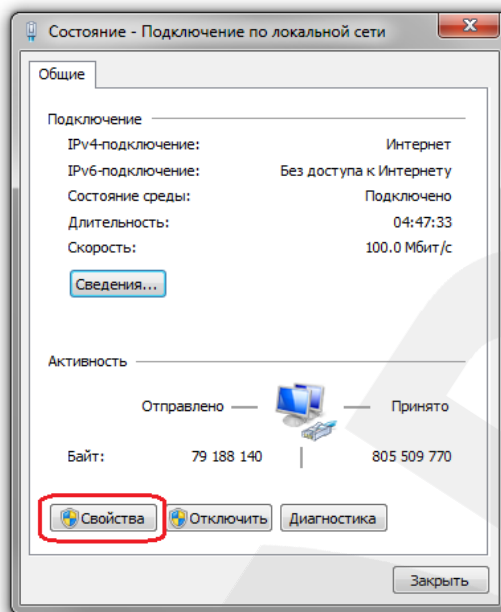 Состояние - Подключение по локальной сети
Общие
Подключение
IPv4-подключение: Интернет
IPv6-подключение: Без доступа к Интернету
Состояние среды: Подключено
Длительность: 04:47:33
Скорость: 100.0 Мбит/с
Сведения...
Активность
Отправлено — — Принято
Байт: 79 188 140 | 805 509 770
Свойства Отключить Диагностика
Закрыть